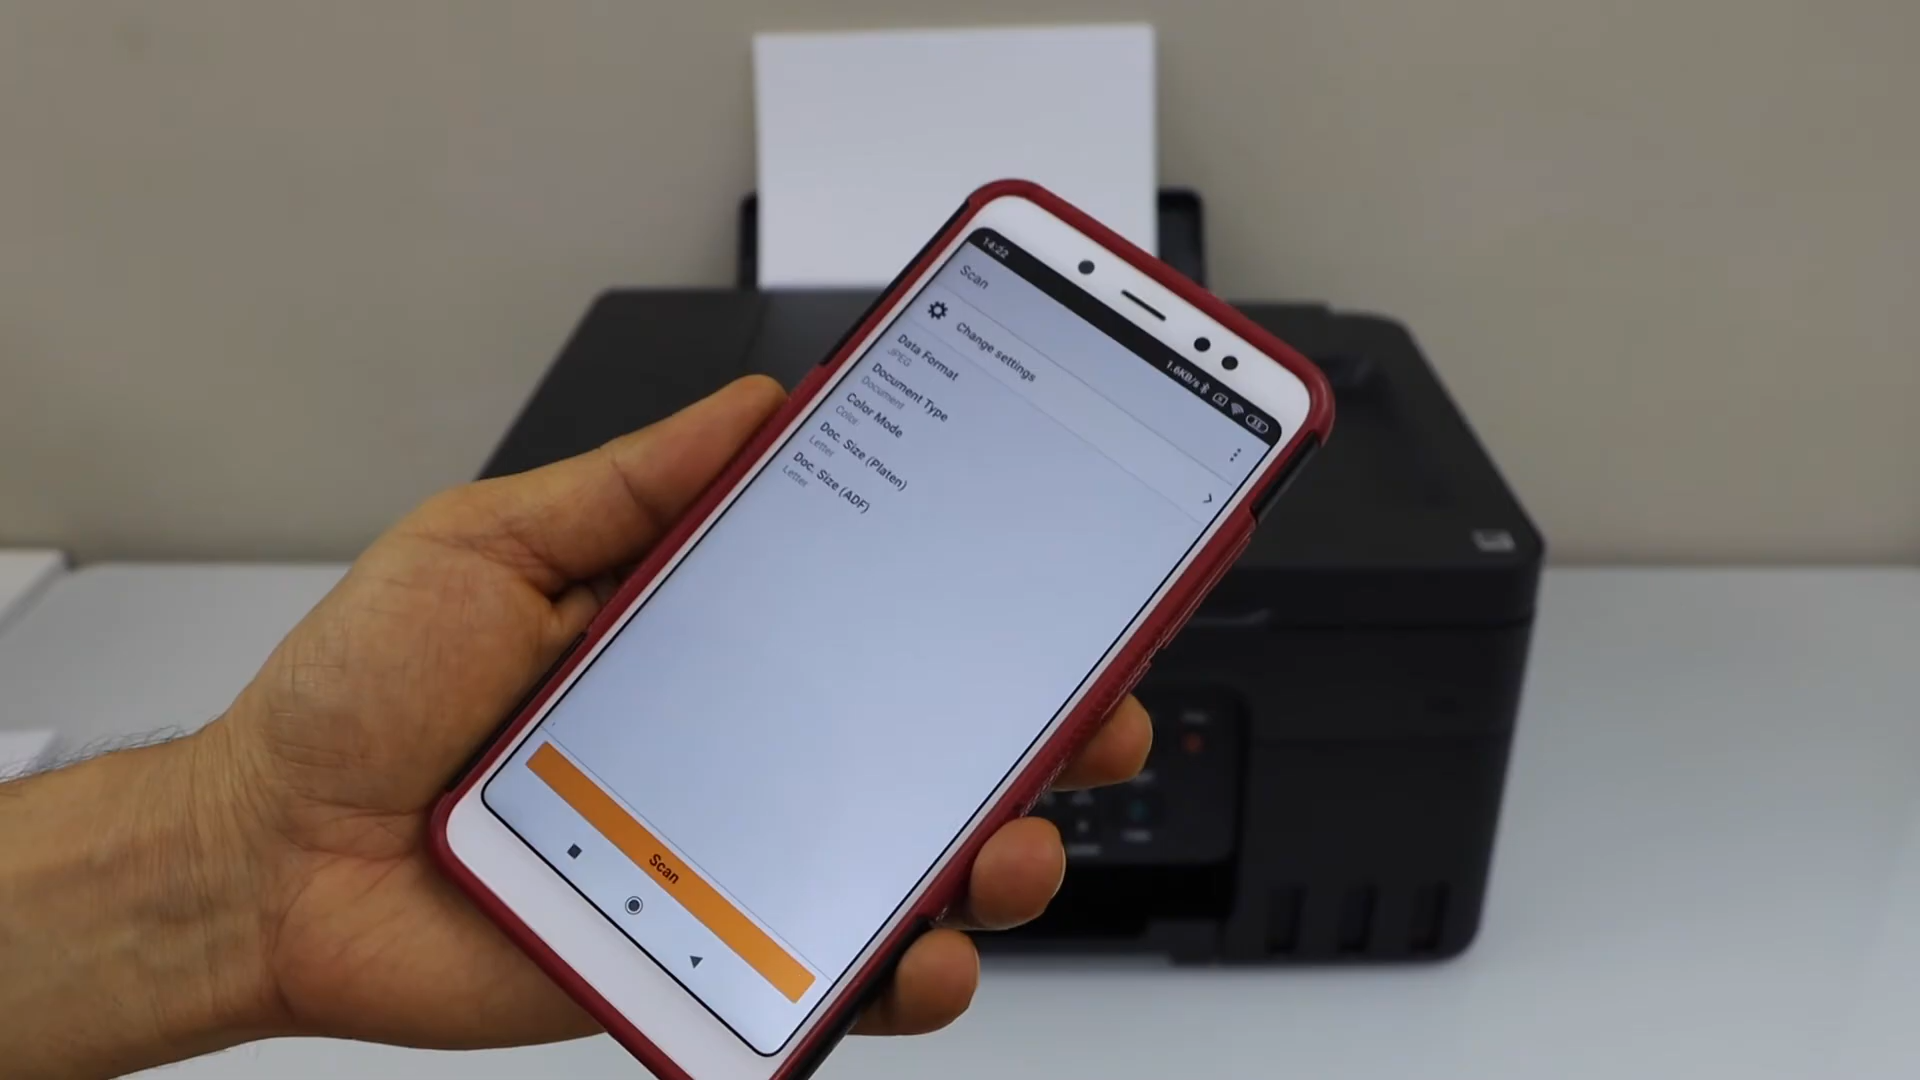 14:22
1.6KB/s
Scan
Change settings
Data Format
JPEG
Document Type
Document
Color Mode
Color
Doc. Size (Platen)
Letter
Doc. Size (ADF)
Letter
Scan